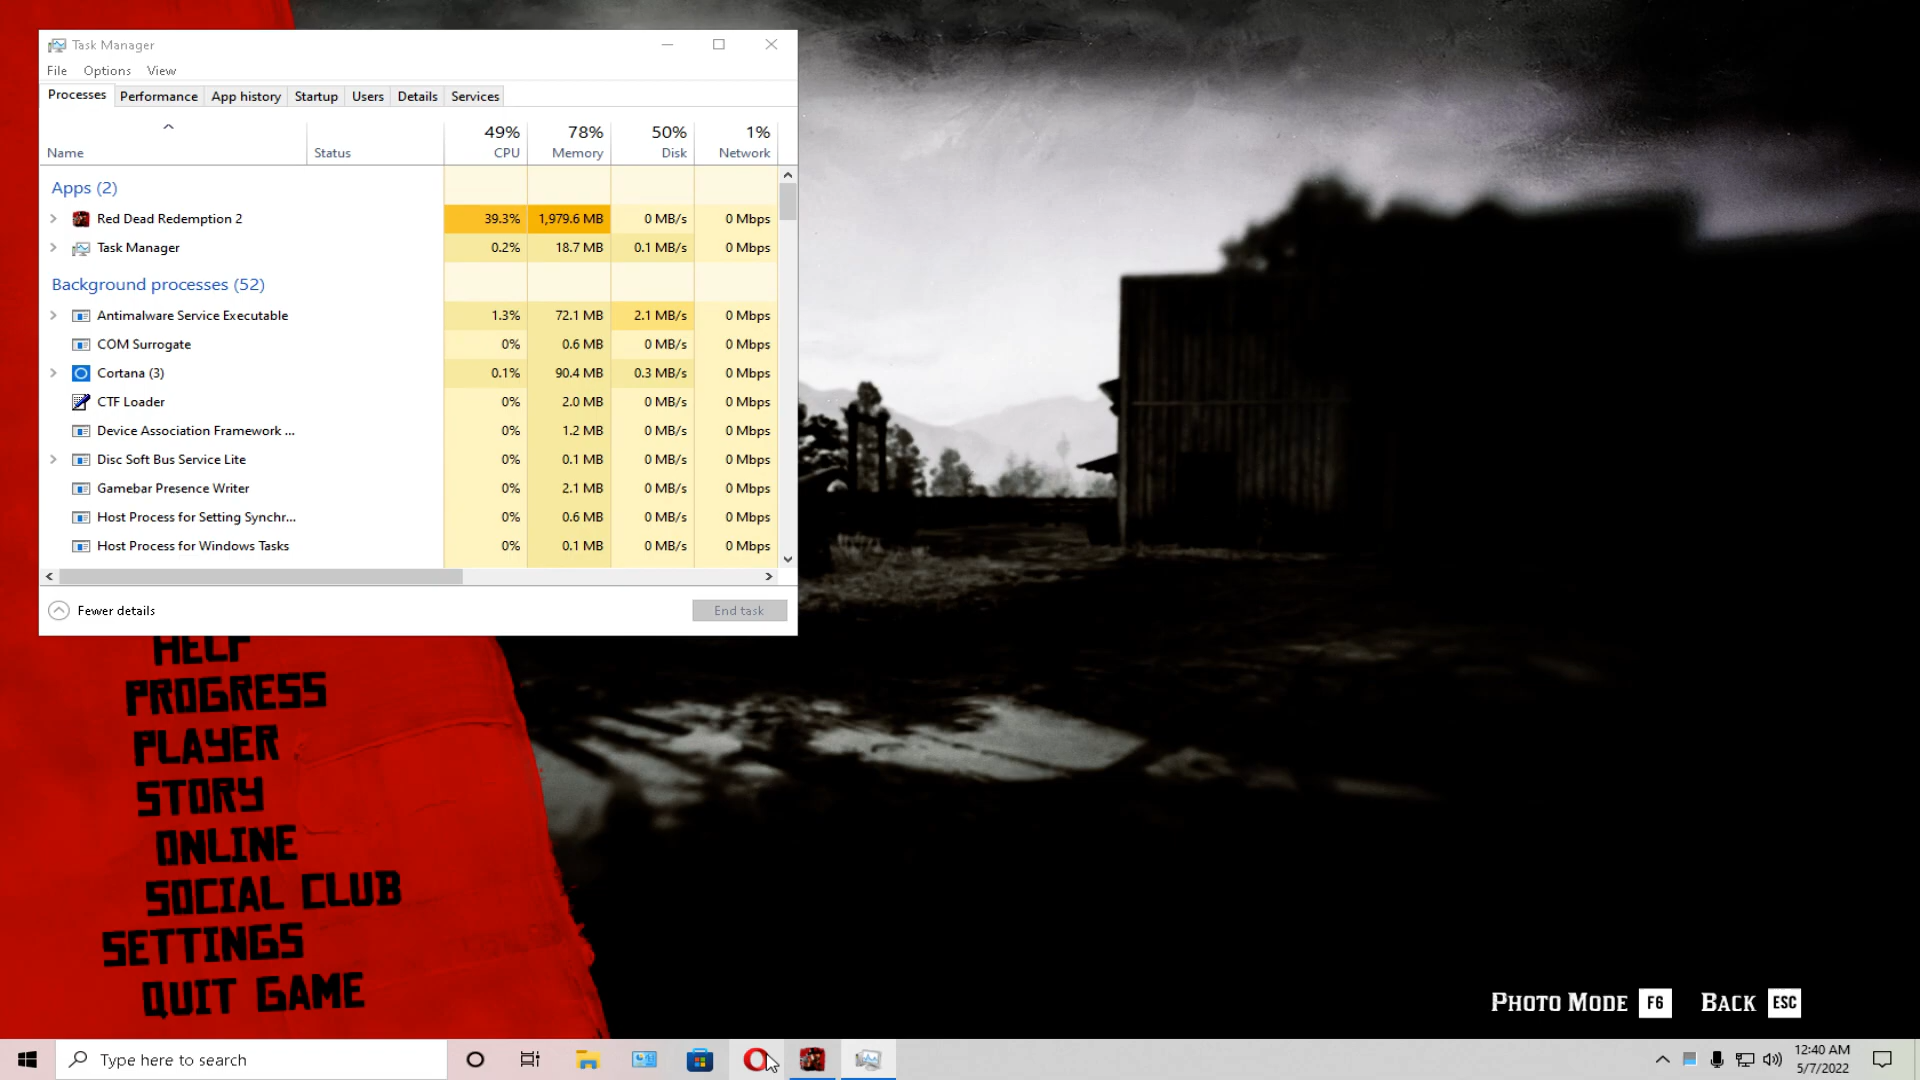 Task Manager
File Options View
Processes Performance App history Startup Users Details Services
49% 78% 50% 1%
Name Status CPU Memory Disk Network
Apps (2)
Red Dead Redemption 2 39.3% 1,979.6 MB 0 MB/s 0 Mbps
Task Manager 0.2% 18.7 MB 0.1 MB/s 0 Mbps
Background processes (52)
Antimalware Service Executable 1.3% 72.1 MB 2.1 MB/s 0 Mbps
COM Surrogate 0% 0.6 MB 0 MB/s 0 Mbps
Cortana (3) 0.1% 90.4 MB 0.3 MB/s 0 Mbps
CTF Loader 0% 2.0 MB 0 MB/s 0 Mbps
Device Association Framework ... 0% 1.2 MB 0 MB/s 0 Mbps
Disc Soft Bus Service Lite 0% 0.1 MB 0 MB/s 0 Mbps
Gamebar Presence Writer 0% 2.1 MB 0 MB/s 0 Mbps
Host Process for Setting Synchr... 0% 0.6 MB 0 MB/s 0 Mbps
Host Process for Windows Tasks 0% 0.1 MB 0 MB/s 0 Mbps
Fewer details End task
HELP
PROGRESS
PLAYER
STORY
ONLINE
SOCIAL CLUB
SETTINGS
QUIT GAME
PHOTO MODE F6 BACK ESC
Type here to search
12:40 AM
5/7/2022